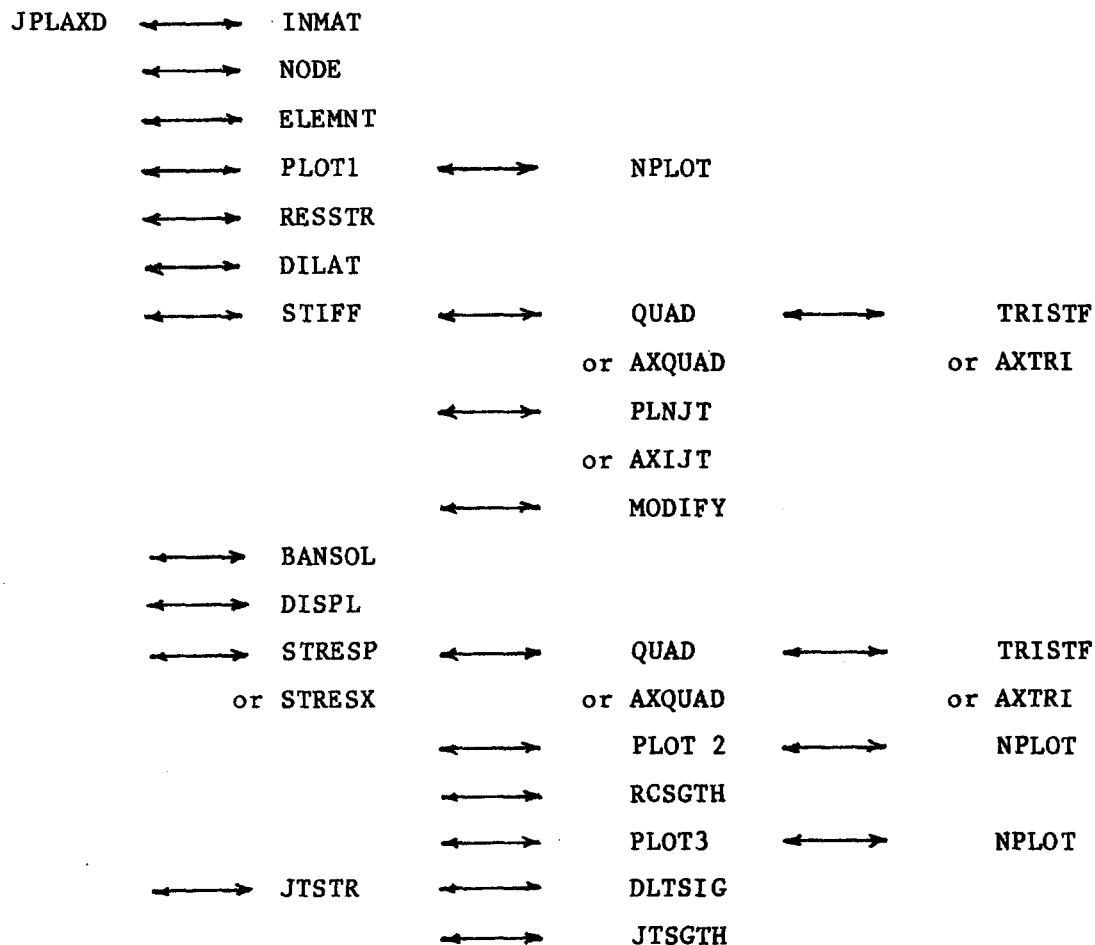 JPLAXD INMAT
NODE
ELEMNT
PLOT1 NPLOT
RESSTR
DILAT
STIFF QUAD TRISTF
or AXQUAD or AXTRI
PLNJT
or AXIJT
MODIFY
BANSOL
DISPL
STRESP QUAD TRISTF
or STRESX or AXQUAD or AXTRI
PLOT 2 NPLOT
RCSGTH
PLOT3 NPLOT
JTSTR DLTSIG
JTSGTH